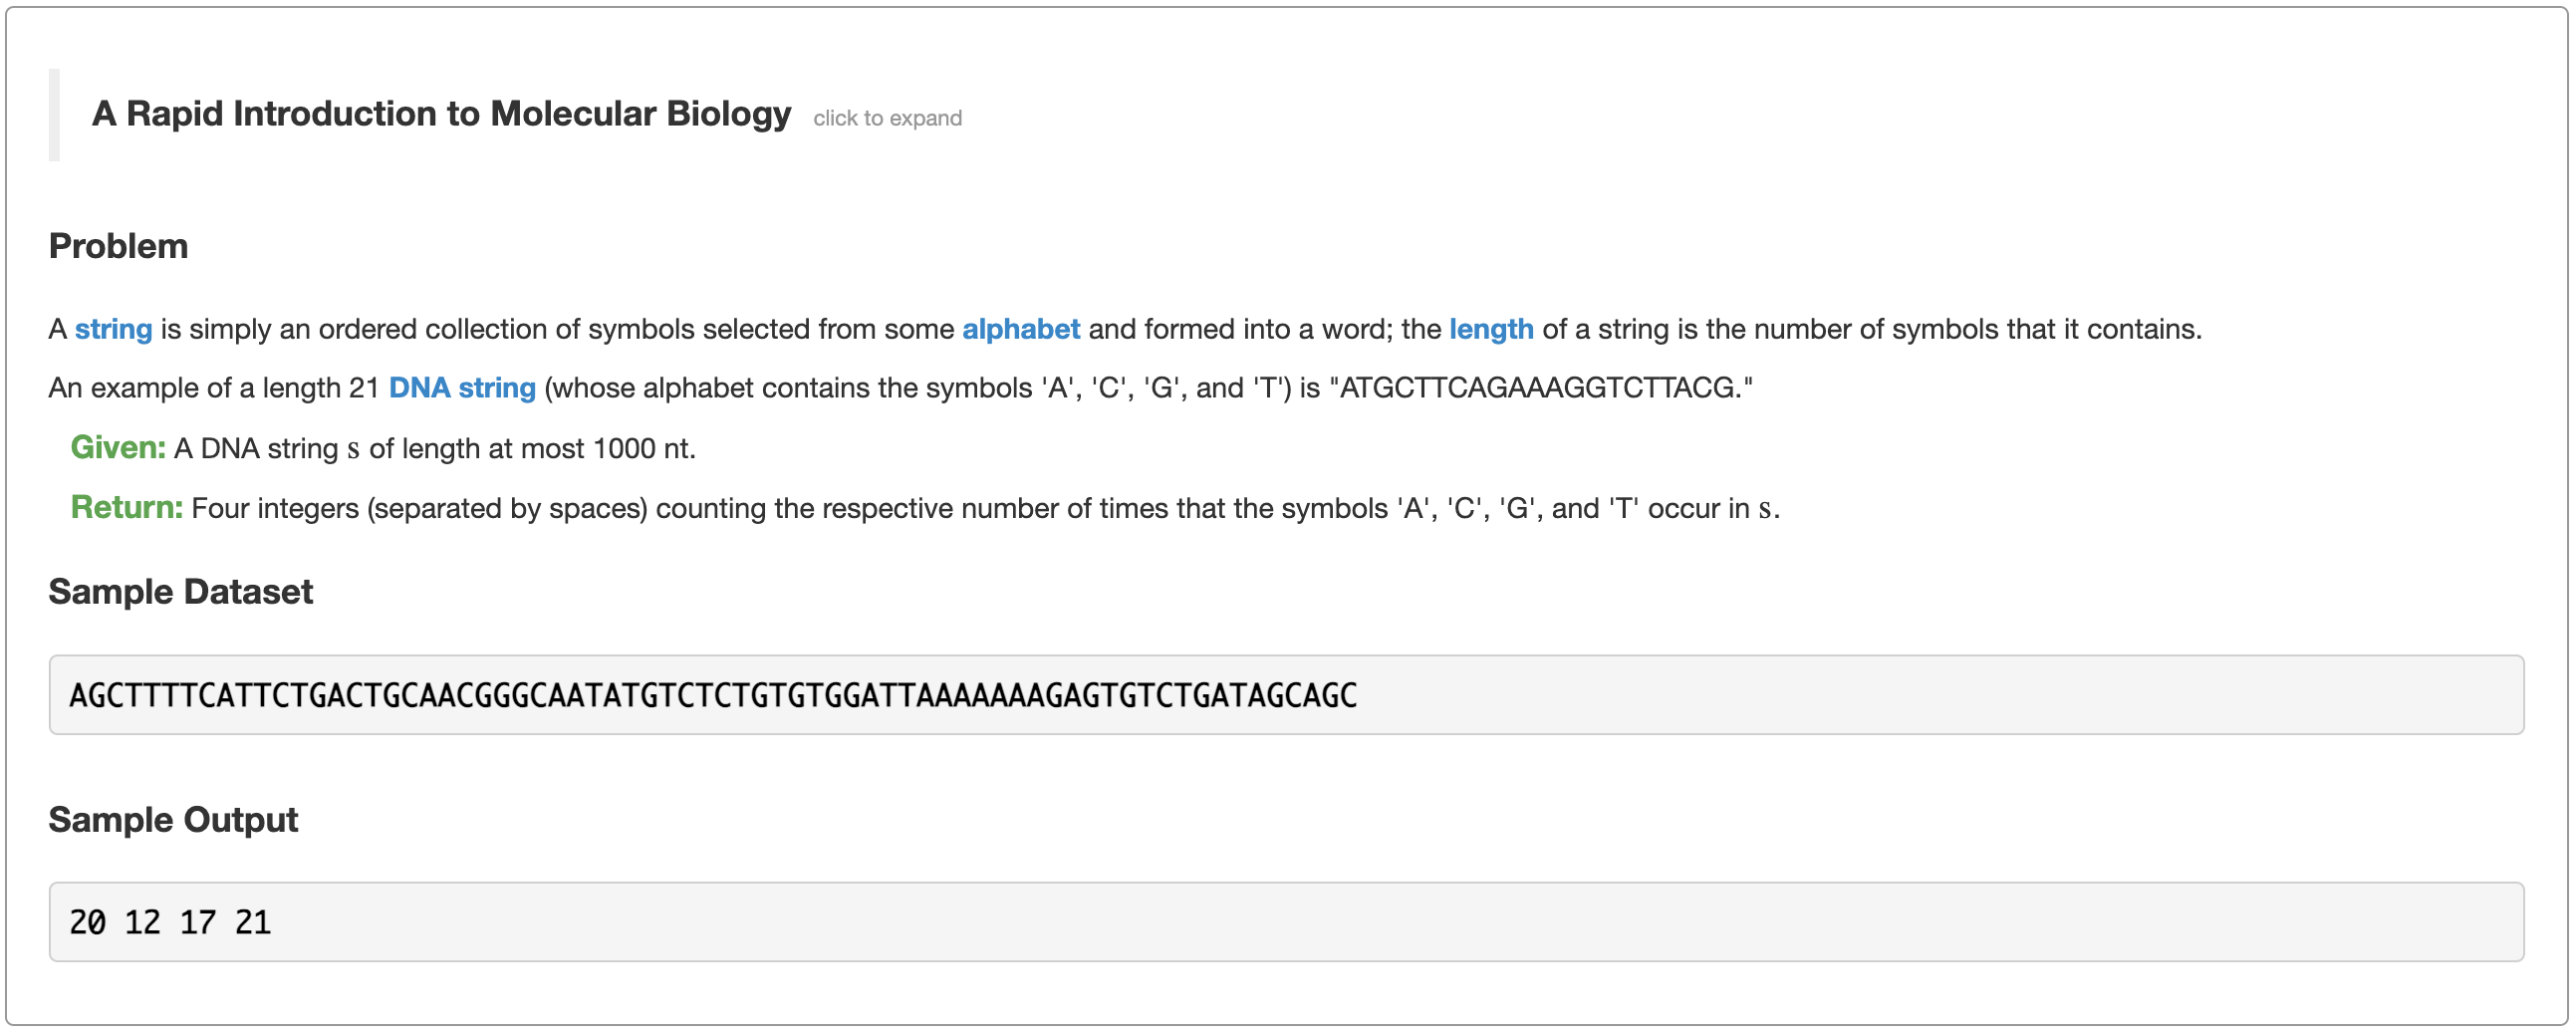 A Rapid Introduction to Molecular Biology click to expand
Problem
A string is simply an ordered collection of symbols selected from some alphabet and formed into a word; the length of a string is the number of symbols that it contains.
An example of a length 21 DNA string (whose alphabet contains the symbols 'A', 'C', 'G', and 'T') is "ATGCTTCAGAAAGGTCTTACG."
Given: A DNA string s of length at most 1000 nt.
Return: Four integers (separated by spaces) counting the respective number of times that the symbols 'A', 'C', 'G', and 'T' occur in s.
Sample Dataset
AGCTTTTCATTCTGACTGCAACGGGCAATATGTCTCTGTGTGGATTAAAAAAAGAGTGTCTGATAGCAGC
Sample Output
20 12 17 21